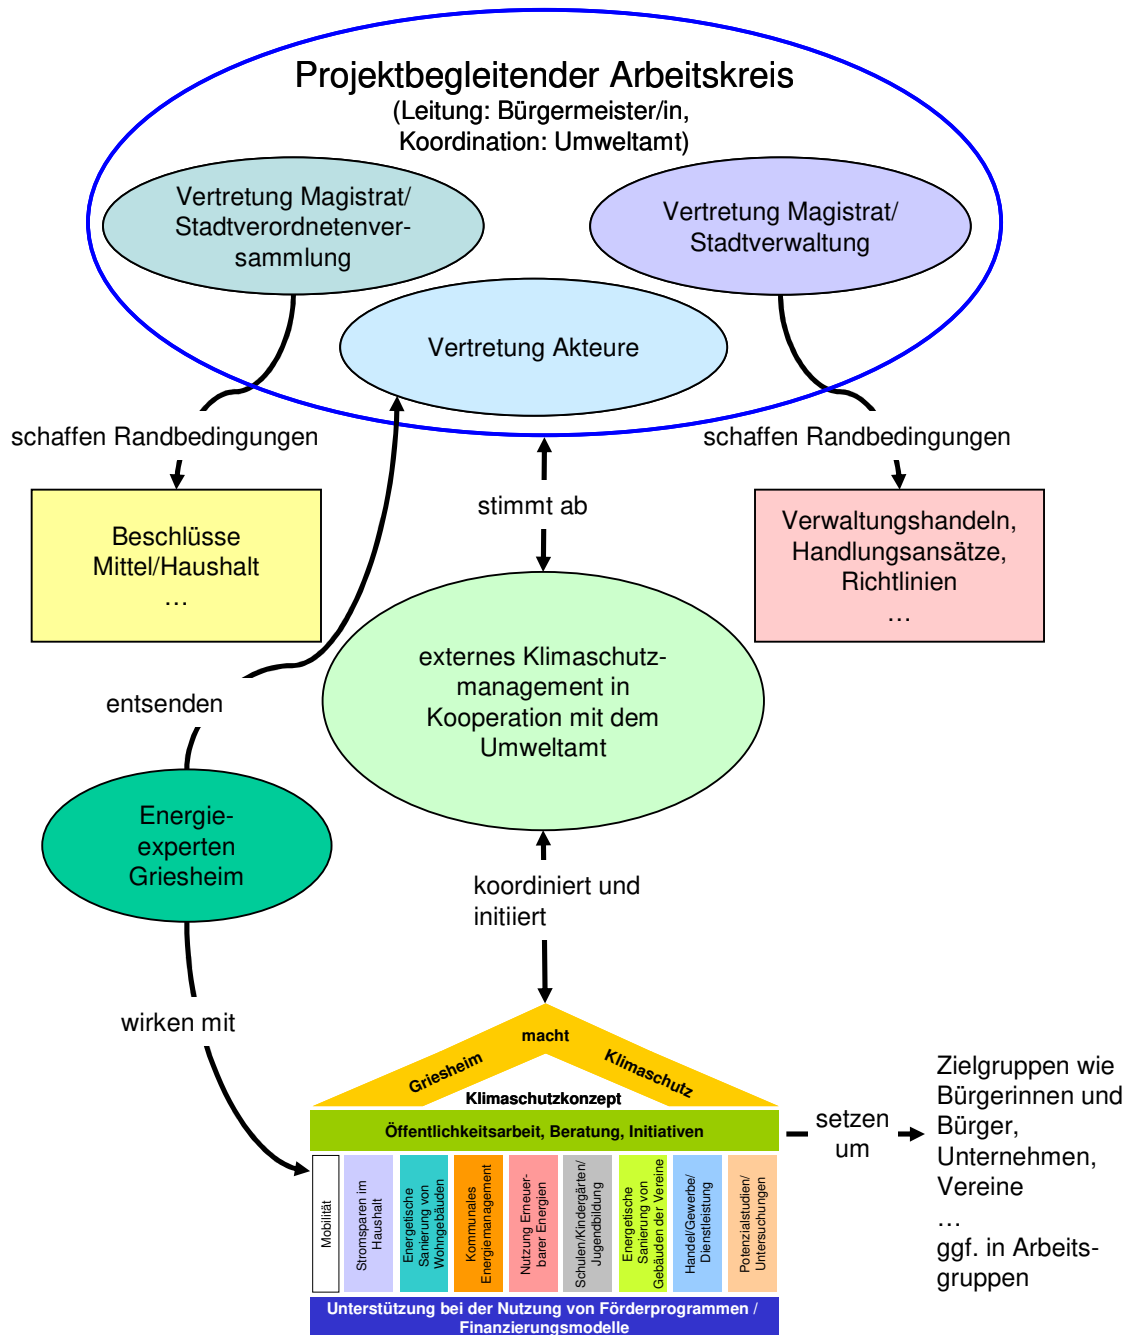 Projektbegleitender Arbeitskreis
(Leitung: Bürgermeister/in,
Koordination: Umweltamt)
Vertretung Magistrat/
Stadtverordnetenver-
sammlung
Vertretung Magistrat/
Stadtverwaltung
Vertretung Akteure
schaffen Randbedingungen
schaffen Randbedingungen
Beschlüsse
Mittel/Haushalt
…
stimmt ab
Verwaltungshandeln,
Handlungsansätze,
Richtlinien
…
externes Klimaschutz-
management in
Kooperation mit dem
Umweltamt
entsenden
Energie-
experten
Griesheim
koordiniert und
initiiert
wirken mit
Griesheim
macht
Klimaschutz
Klimaschutzkonzept
Öffentlichkeitsarbeit, Beratung, Initiativen
Mobilität
Stromsparen im
Haushalt
Energetische
Sanierung von
Wohngebäuden
Kommunales
Energiemanagement
Nutzung Erneuer-
barer Energien
Schulen/Kindergärten/
Jugendbildung
Energetische
Sanierung von
Gebäuden der Vereine
Handel/Gewerbe/
Dienstleistung
Potenzialstudien/
Untersuchungen
Unterstützung bei der Nutzung von Förderprogrammen /
Finanzierungsmodelle
setzen
um
Zielgruppen wie
Bürgerinnen und
Bürger,
Unternehmen,
Vereine
…
ggf. in Arbeits-
gruppen